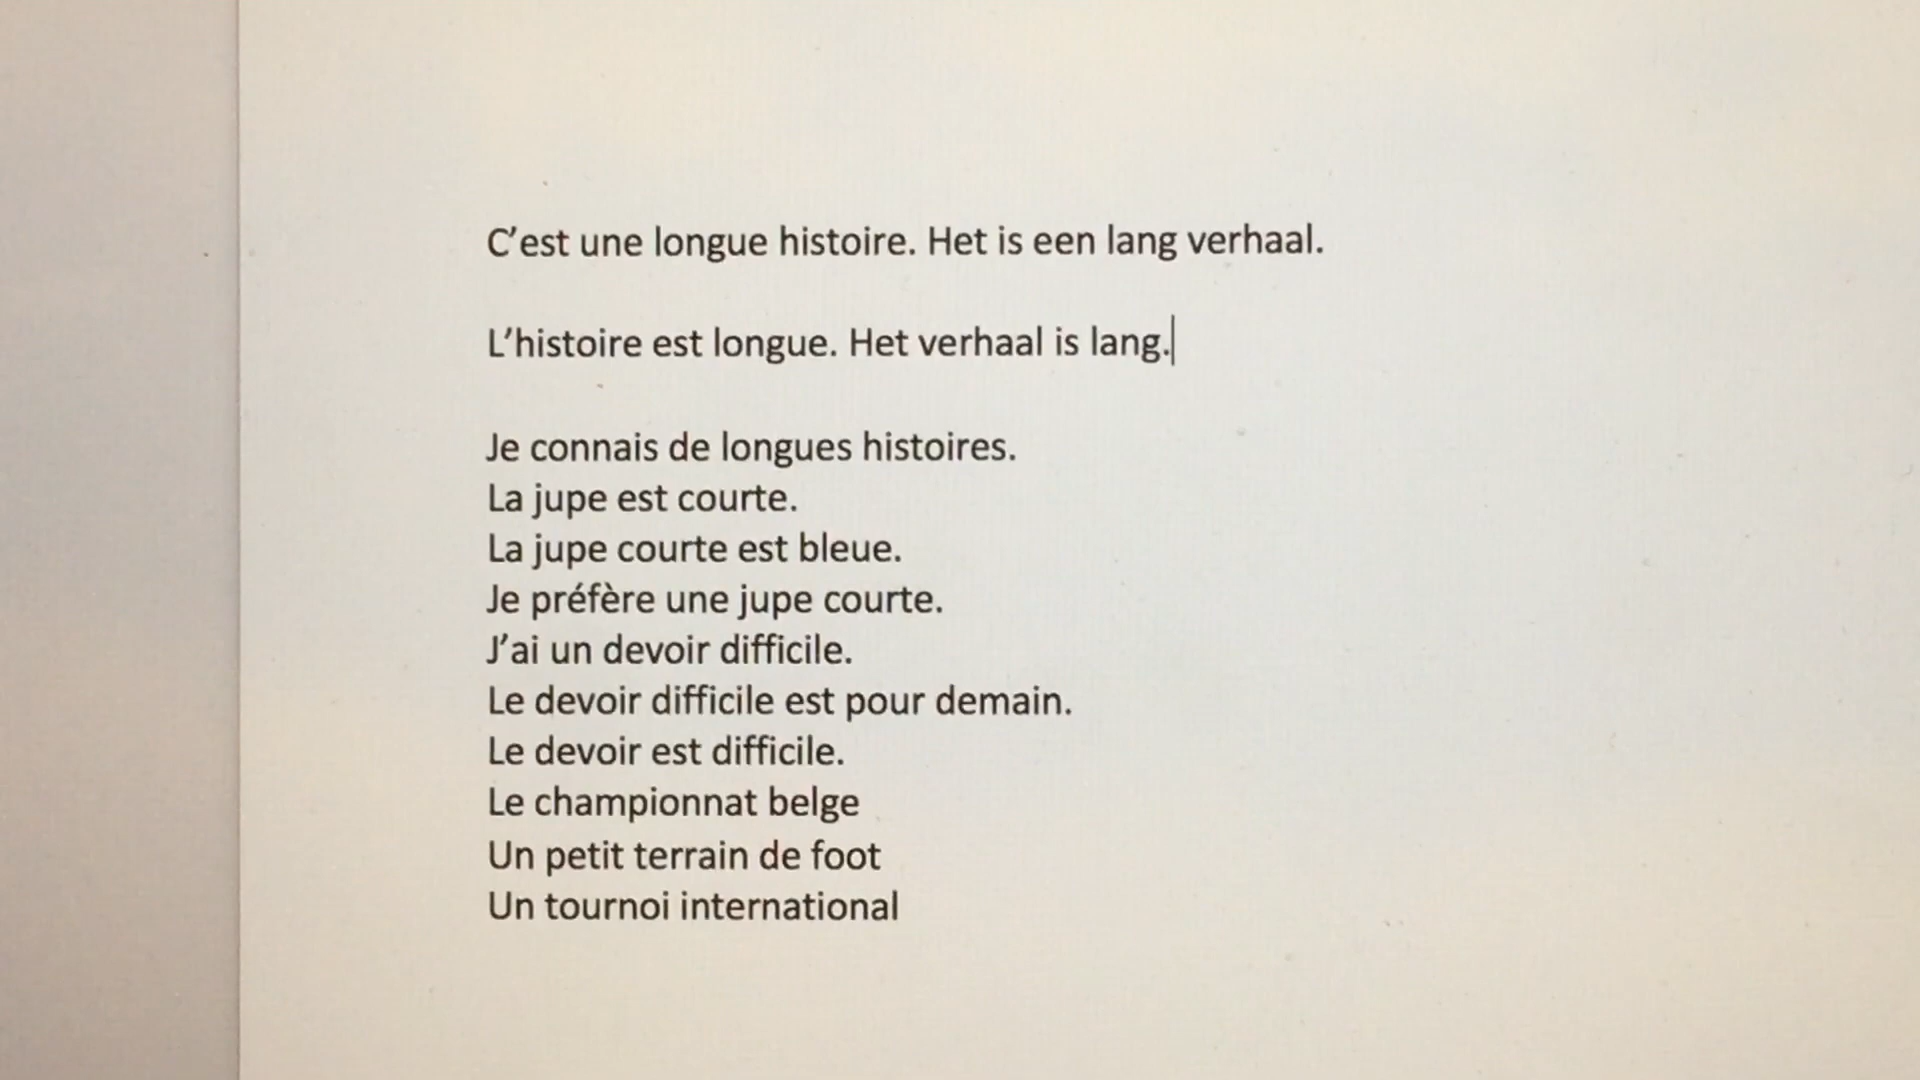 C’est une longue histoire. Het is een lang verhaal.
L’histoire est longue. Het verhaal is lang.
Je connais de longues histoires.
La jupe est courte.
La jupe courte est bleue.
Je préfère une jupe courte.
J’ai un devoir difficile.
Le devoir difficile est pour demain.
Le devoir est difficile.
Le championnat belge
Un petit terrain de foot
Un tournoi international